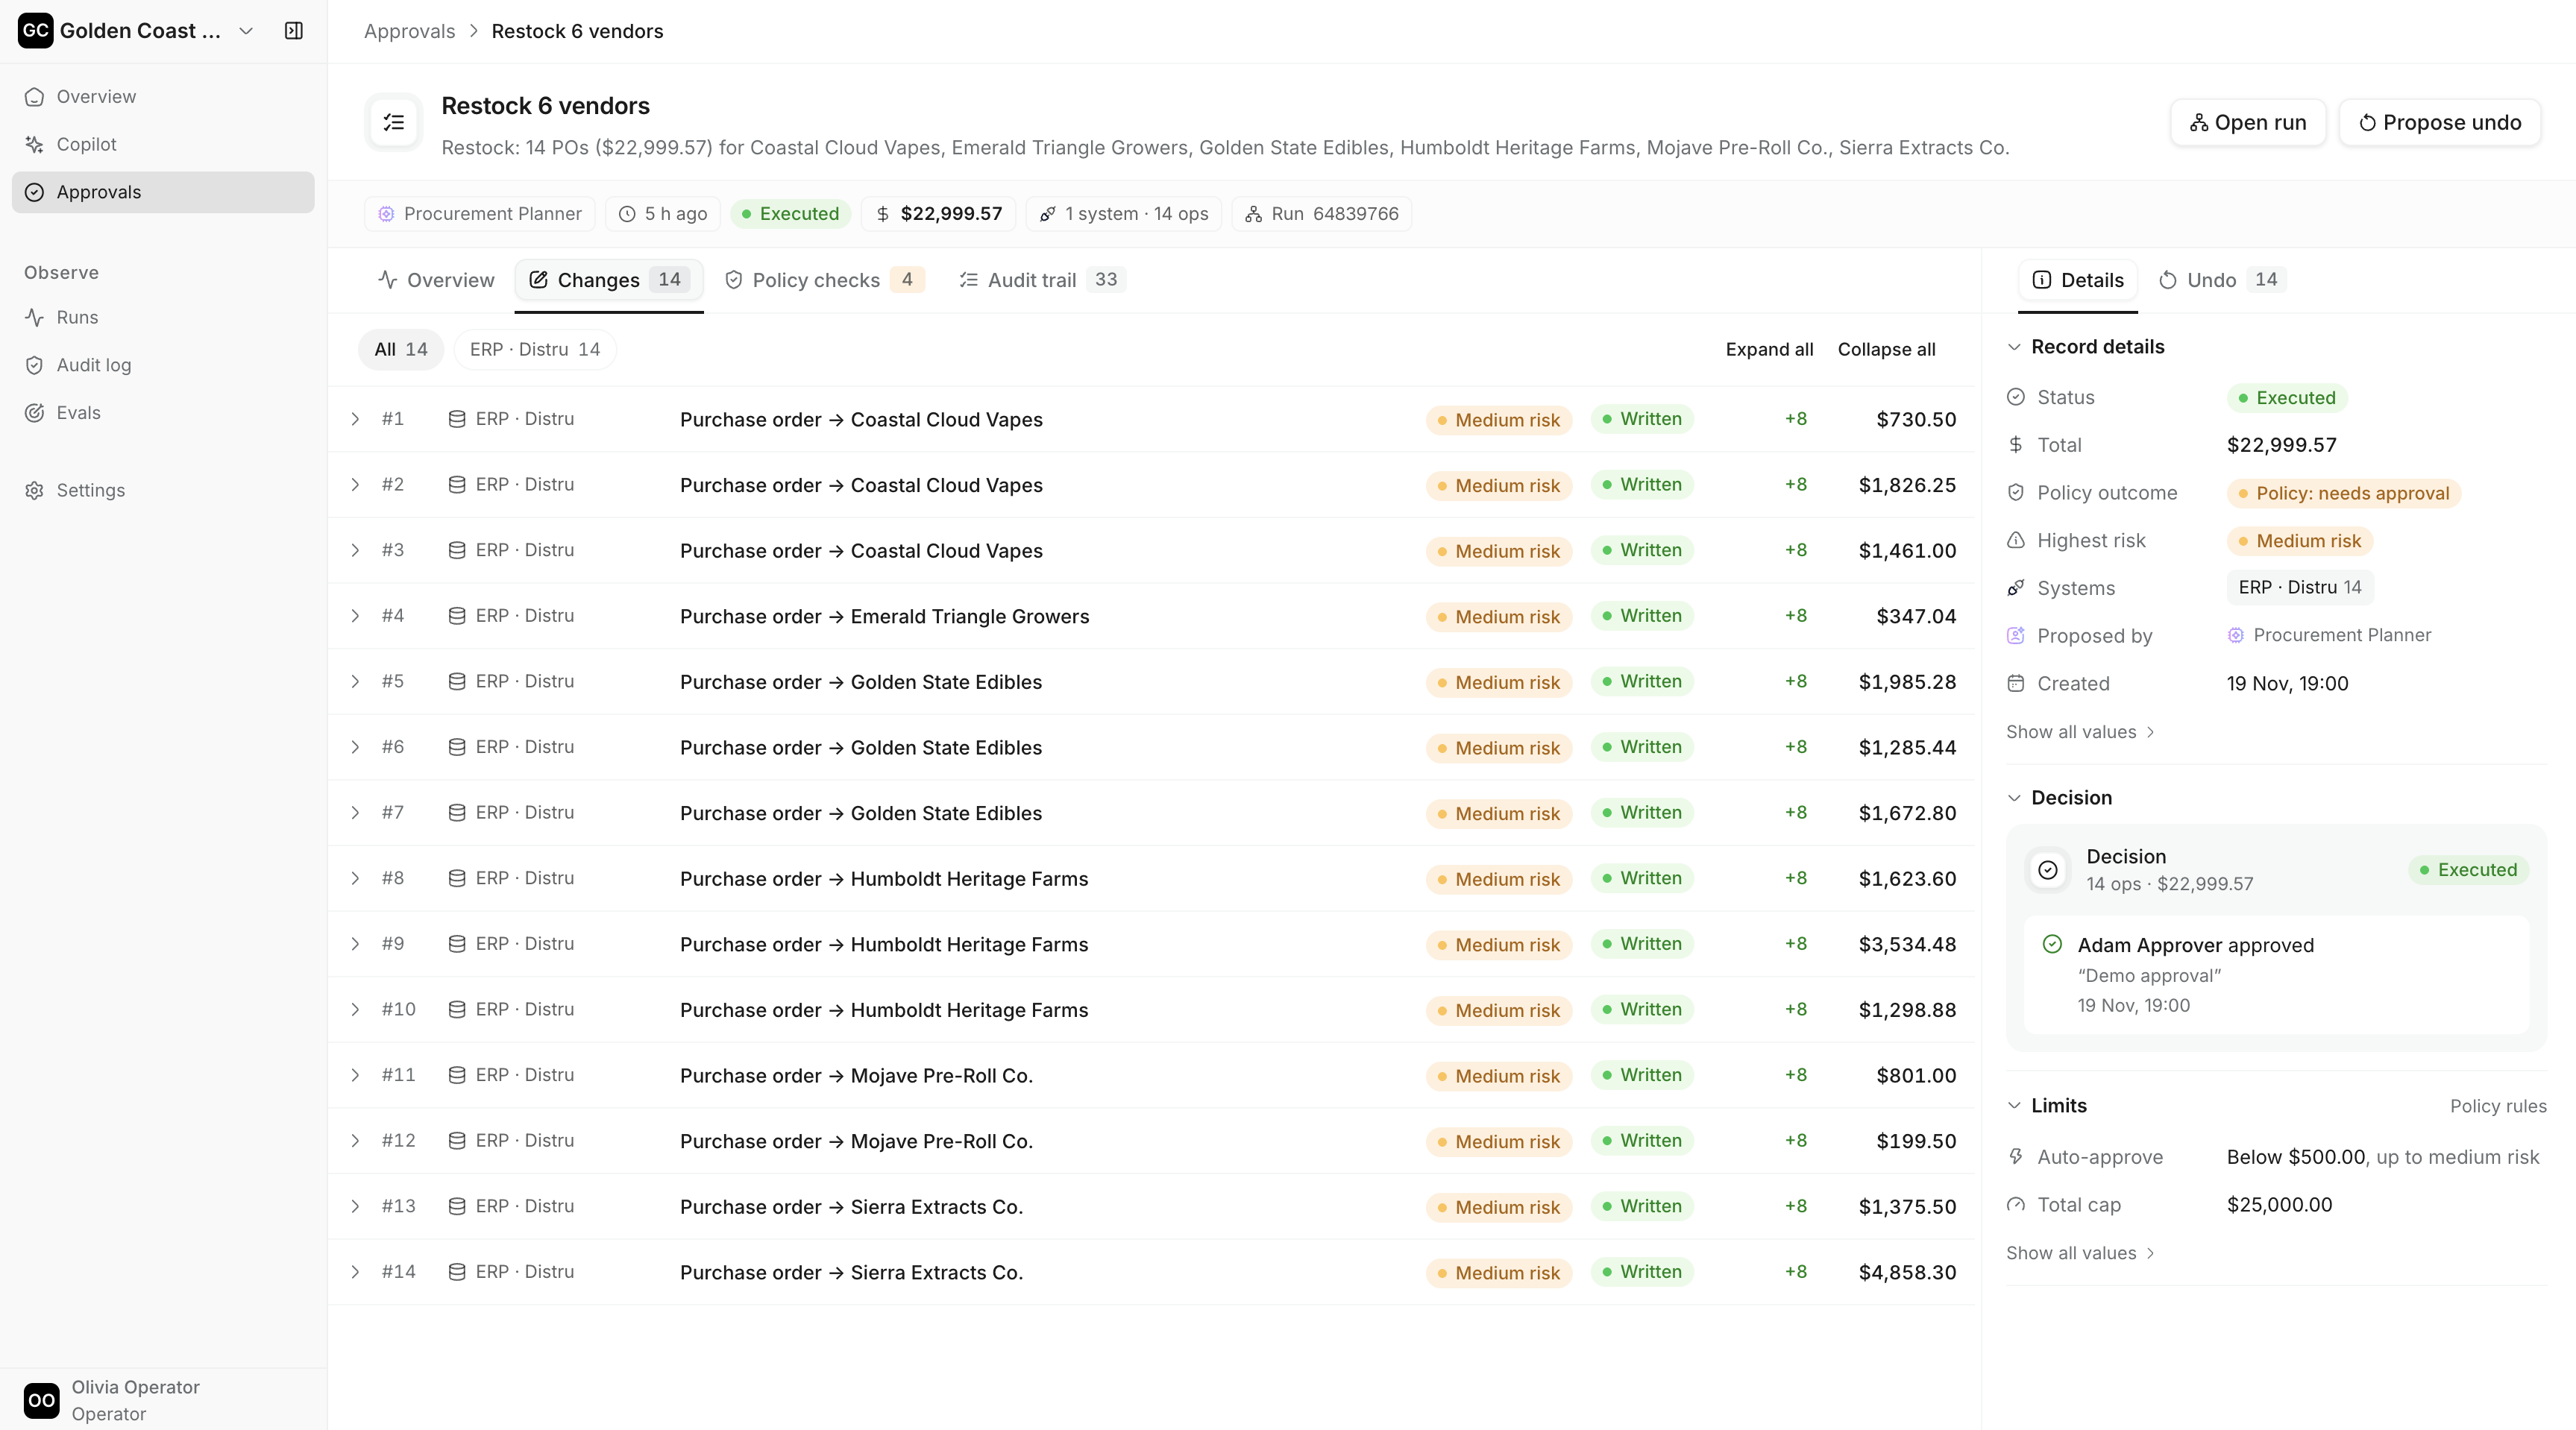 GC Golden Coast ...
Overview
Copilot
Approvals
Observe
Runs
Audit log
Evals
Settings
OO Olivia Operator
Operator
Approvals > Restock 6 vendors
Restock 6 vendors
Restock: 14 POs ($22,999.57) for Coastal Cloud Vapes, Emerald Triangle Growers, Golden State Edibles, Humboldt Heritage Farms, Mojave Pre-Roll Co., Sierra Extracts Co.
Open run
Propose undo
Procurement Planner 5 h ago Executed $ $22,999.57 1 system · 14 ops Run 64839766
Overview Changes 14 Policy checks 4 Audit trail 33
All 14 ERP · Distru 14 Expand all Collapse all
#1 ERP · Distru Purchase order → Coastal Cloud Vapes Medium risk Written +8 $730.50
#2 ERP · Distru Purchase order → Coastal Cloud Vapes Medium risk Written +8 $1,826.25
#3 ERP · Distru Purchase order → Coastal Cloud Vapes Medium risk Written +8 $1,461.00
#4 ERP · Distru Purchase order → Emerald Triangle Growers Medium risk Written +8 $347.04
#5 ERP · Distru Purchase order → Golden State Edibles Medium risk Written +8 $1,985.28
#6 ERP · Distru Purchase order → Golden State Edibles Medium risk Written +8 $1,285.44
#7 ERP · Distru Purchase order → Golden State Edibles Medium risk Written +8 $1,672.80
#8 ERP · Distru Purchase order → Humboldt Heritage Farms Medium risk Written +8 $1,623.60
#9 ERP · Distru Purchase order → Humboldt Heritage Farms Medium risk Written +8 $3,534.48
#10 ERP · Distru Purchase order → Humboldt Heritage Farms Medium risk Written +8 $1,298.88
#11 ERP · Distru Purchase order → Mojave Pre-Roll Co. Medium risk Written +8 $801.00
#12 ERP · Distru Purchase order → Mojave Pre-Roll Co. Medium risk Written +8 $199.50
#13 ERP · Distru Purchase order → Sierra Extracts Co. Medium risk Written +8 $1,375.50
#14 ERP · Distru Purchase order → Sierra Extracts Co. Medium risk Written +8 $4,858.30
Details Undo 14
Record details
Status Executed
$ Total $22,999.57
Policy outcome Policy: needs approval
Highest risk Medium risk
Systems ERP · Distru 14
Proposed by Procurement Planner
Created 19 Nov, 19:00
Show all values >
Decision
Decision
14 ops · $22,999.57
Executed
Adam Approver approved
“Demo approval”
19 Nov, 19:00
Limits Policy rules
Auto-approve Below $500.00, up to medium risk
Total cap $25,000.00
Show all values >